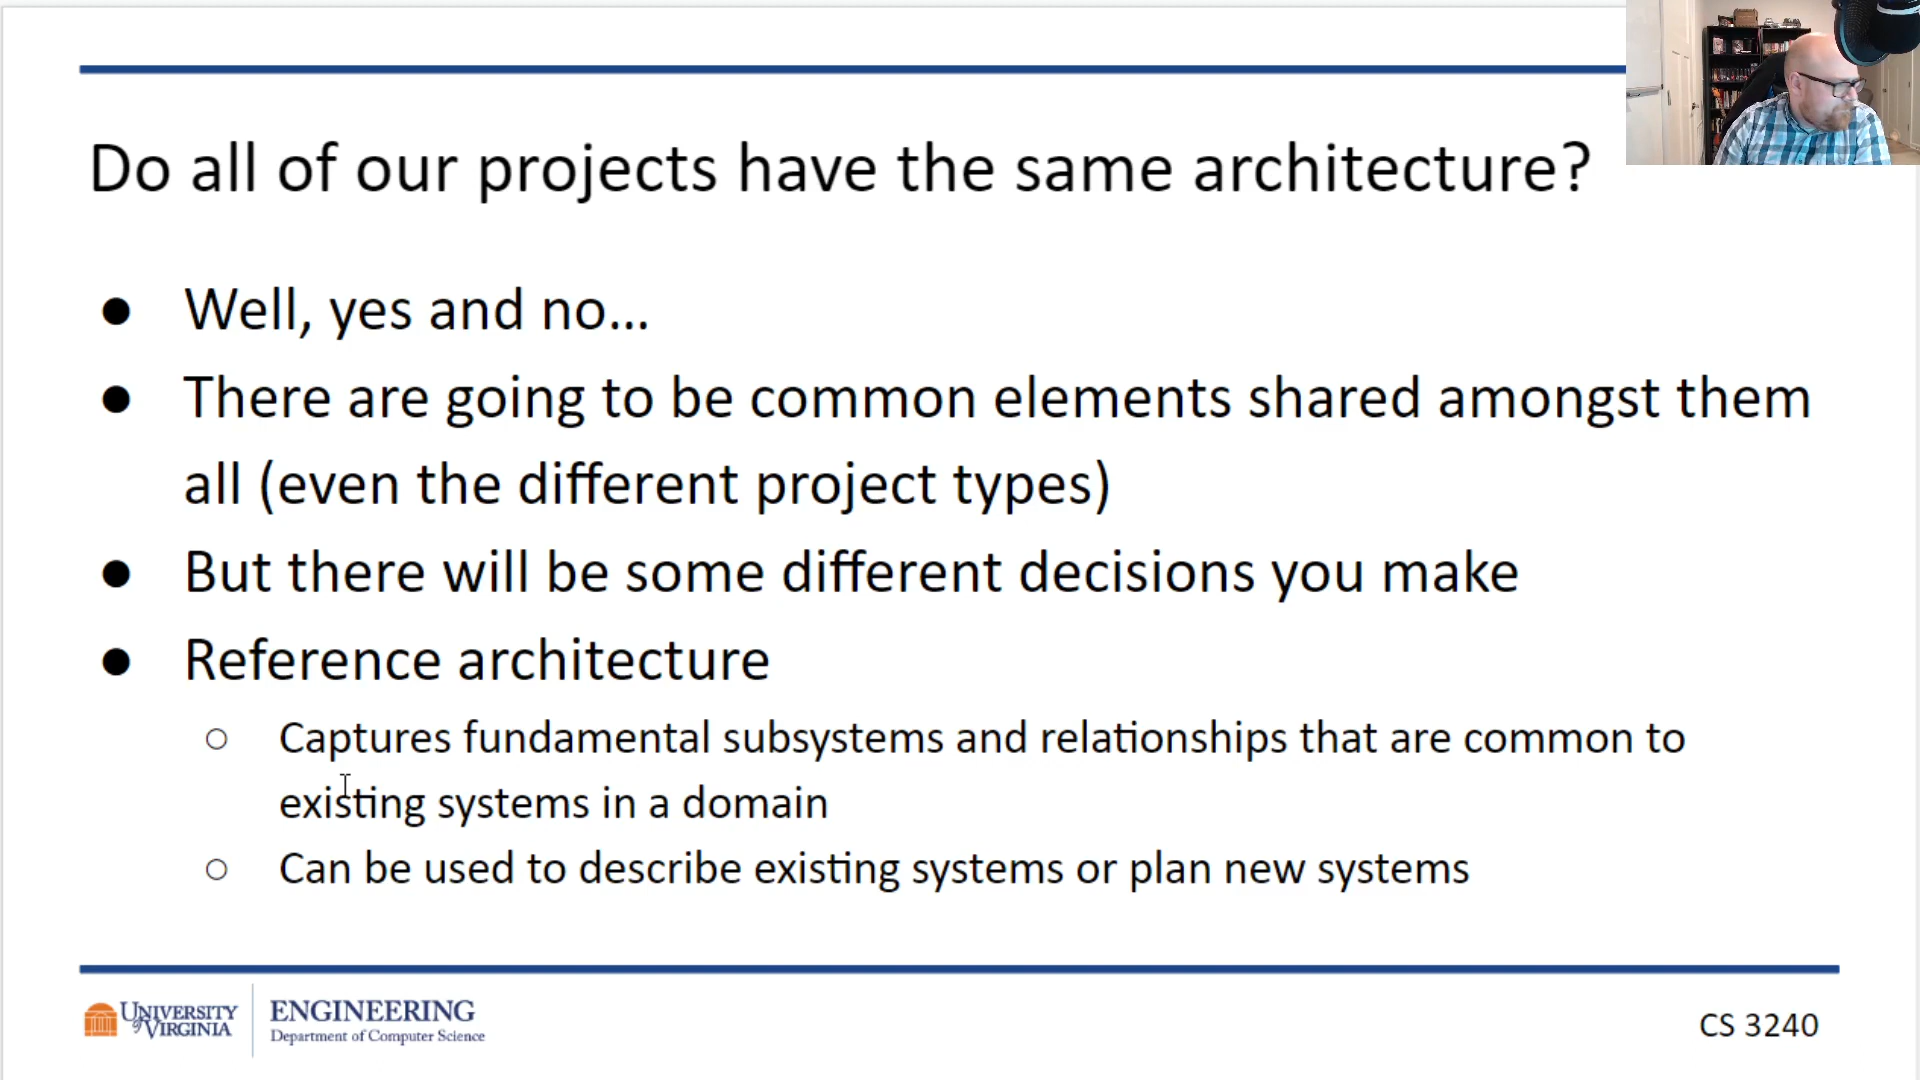 Do all of our projects have the same architecture?
● Well, yes and no...
● There are going to be common elements shared amongst them
all (even the different project types)
● But there will be some different decisions you make
● Reference architecture
○ Captures fundamental subsystems and relationships that are common to
existing systems in a domain
○ Can be used to describe existing systems or plan new systems
UNIVERSITY
of VIRGINIA
ENGINEERING
Department of Computer Science
CS 3240